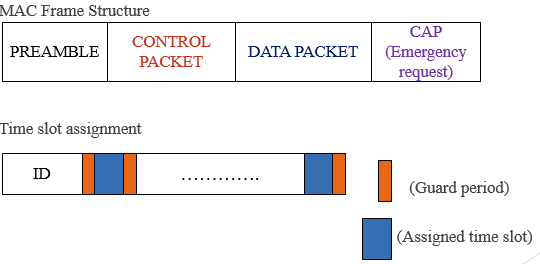 MAC Frame Structure
PREAMBLE
CONTROL
PACKET
DATA PACKET
CAP
(Emergency
request)
Time slot assignment
ID
………….
(Guard period)
(Assigned time slot)